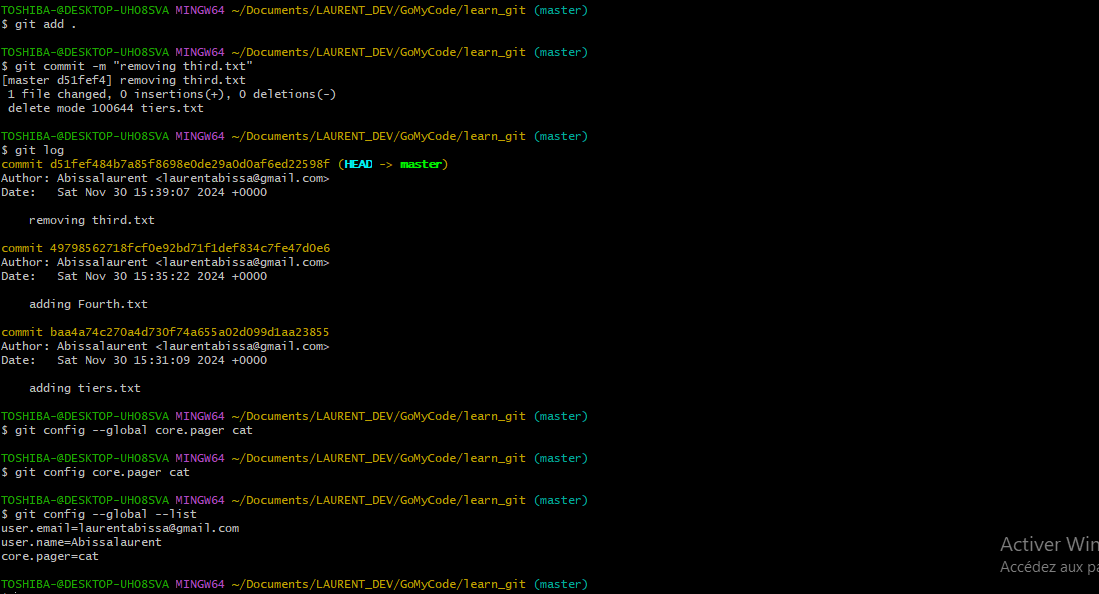 TOSHIBA-@DESKTOP-UHO8SVA MINGW64 ~/Documents/LAURENT_DEV/GoMyCode/learn_git (master)
$ git add .
TOSHIBA-@DESKTOP-UHO8SVA MINGW64 ~/Documents/LAURENT_DEV/GoMyCode/learn_git (master)
$ git commit -m "removing third.txt"
[master d51fef4] removing third.txt
 1 file changed, 0 insertions(+), 0 deletions(-)
 delete mode 100644 tiers.txt
TOSHIBA-@DESKTOP-UHO8SVA MINGW64 ~/Documents/LAURENT_DEV/GoMyCode/learn_git (master)
$ git log
commit d51fef484b7a85f8698e0de29a0d0af6ed22598f (HEAD -> master)
Author: Abissalaurent <laurentabissa@gmail.com>
Date:   Sat Nov 30 15:39:07 2024 +0000
    removing third.txt
commit 49798562718fcf0e92bd71f1def834c7fe47d0e6
Author: Abissalaurent <laurentabissa@gmail.com>
Date:   Sat Nov 30 15:35:22 2024 +0000
    adding Fourth.txt
commit baa4a74c270a4d730f74a655a02d099d1aa23855
Author: Abissalaurent <laurentabissa@gmail.com>
Date:   Sat Nov 30 15:31:09 2024 +0000
    adding tiers.txt
TOSHIBA-@DESKTOP-UHO8SVA MINGW64 ~/Documents/LAURENT_DEV/GoMyCode/learn_git (master)
$ git config --global core.pager cat
TOSHIBA-@DESKTOP-UHO8SVA MINGW64 ~/Documents/LAURENT_DEV/GoMyCode/learn_git (master)
$ git config core.pager cat
TOSHIBA-@DESKTOP-UHO8SVA MINGW64 ~/Documents/LAURENT_DEV/GoMyCode/learn_git (master)
$ git config --global --list
user.email=laurentabissa@gmail.com
user.name=Abissalaurent
core.pager=cat
TOSHIBA-@DESKTOP-UHO8SVA MINGW64 ~/Documents/LAURENT_DEV/GoMyCode/learn_git (master)
Activer Win
Accédez aux pa